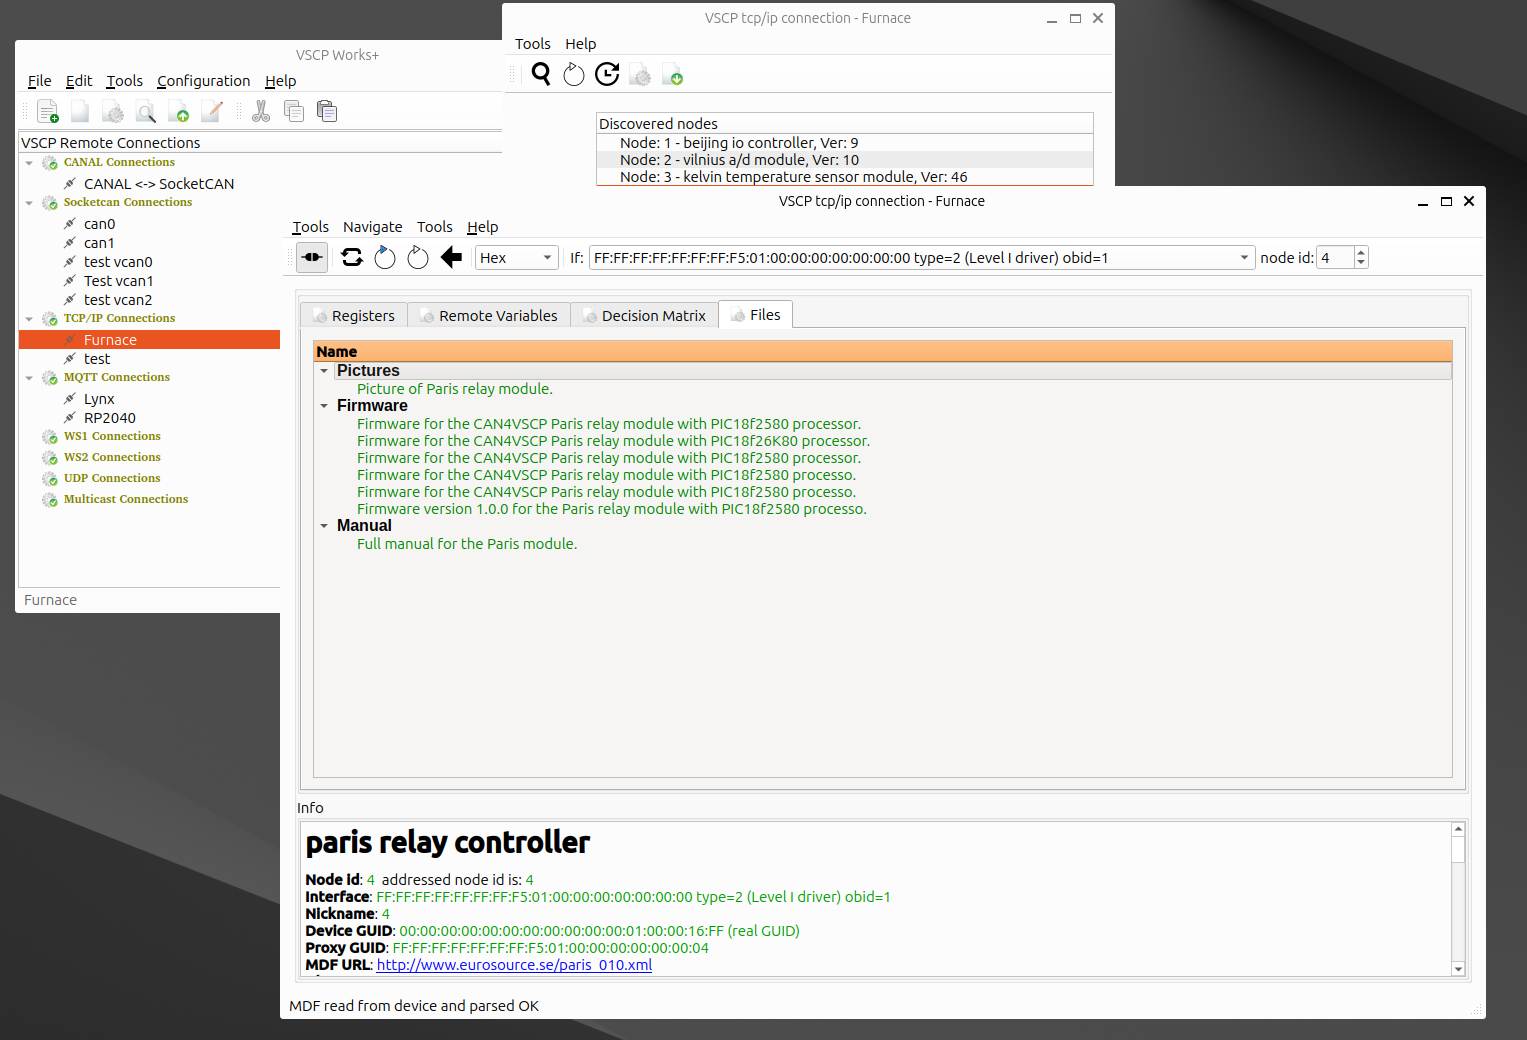 VSCP Works+
File Edit Tools Configuration Help
VSCP Remote Connections
CANAL Connections
CANAL <-> SocketCAN
Socketcan Connections
can0
can1
test vcan0
Test vcan1
test vcan2
TCP/IP Connections
Furnace
test
MQTT Connections
Lynx
RP2040
WS1 Connections
WS2 Connections
UDP Connections
Multicast Connections
Furnace
VSCP tcp/ip connection - Furnace
Tools Help
Discovered nodes
Node: 1 - beijing io controller, Ver: 9
Node: 2 - vilnius a/d module, Ver: 10
Node: 3 - kelvin temperature sensor module, Ver: 46
VSCP tcp/ip connection - Furnace
Tools Navigate Tools Help
Hex If: FF:FF:FF:FF:FF:FF:FF:F5:01:00:00:00:00:00:00:00 type=2 (Level I driver) obid=1 node id: 4
Registers Remote Variables Decision Matrix Files
Name
Pictures
Picture of Paris relay module.
Firmware
Firmware for the CAN4VSCP Paris relay module with PIC18f2580 processor.
Firmware for the CAN4VSCP Paris relay module with PIC18f26K80 processor.
Firmware for the CAN4VSCP Paris relay module with PIC18f2580 processor.
Firmware for the CAN4VSCP Paris relay module with PIC18f2580 processo.
Firmware for the CAN4VSCP Paris relay module with PIC18f2580 processo.
Firmware version 1.0.0 for the Paris relay module with PIC18f2580 processo.
Manual
Full manual for the Paris module.
Info
paris relay controller
Node id: 4 addressed node id is: 4
Interface: FF:FF:FF:FF:FF:FF:FF:F5:01:00:00:00:00:00:00:00 type=2 (Level I driver) obid=1
Nickname: 4
Device GUID: 00:00:00:00:00:00:00:00:00:00:00:01:00:00:16:FF (real GUID)
Proxy GUID: FF:FF:FF:FF:FF:FF:FF:F5:01:00:00:00:00:00:00:04
MDF URL: http://www.eurosource.se/paris_010.xml
MDF read from device and parsed OK